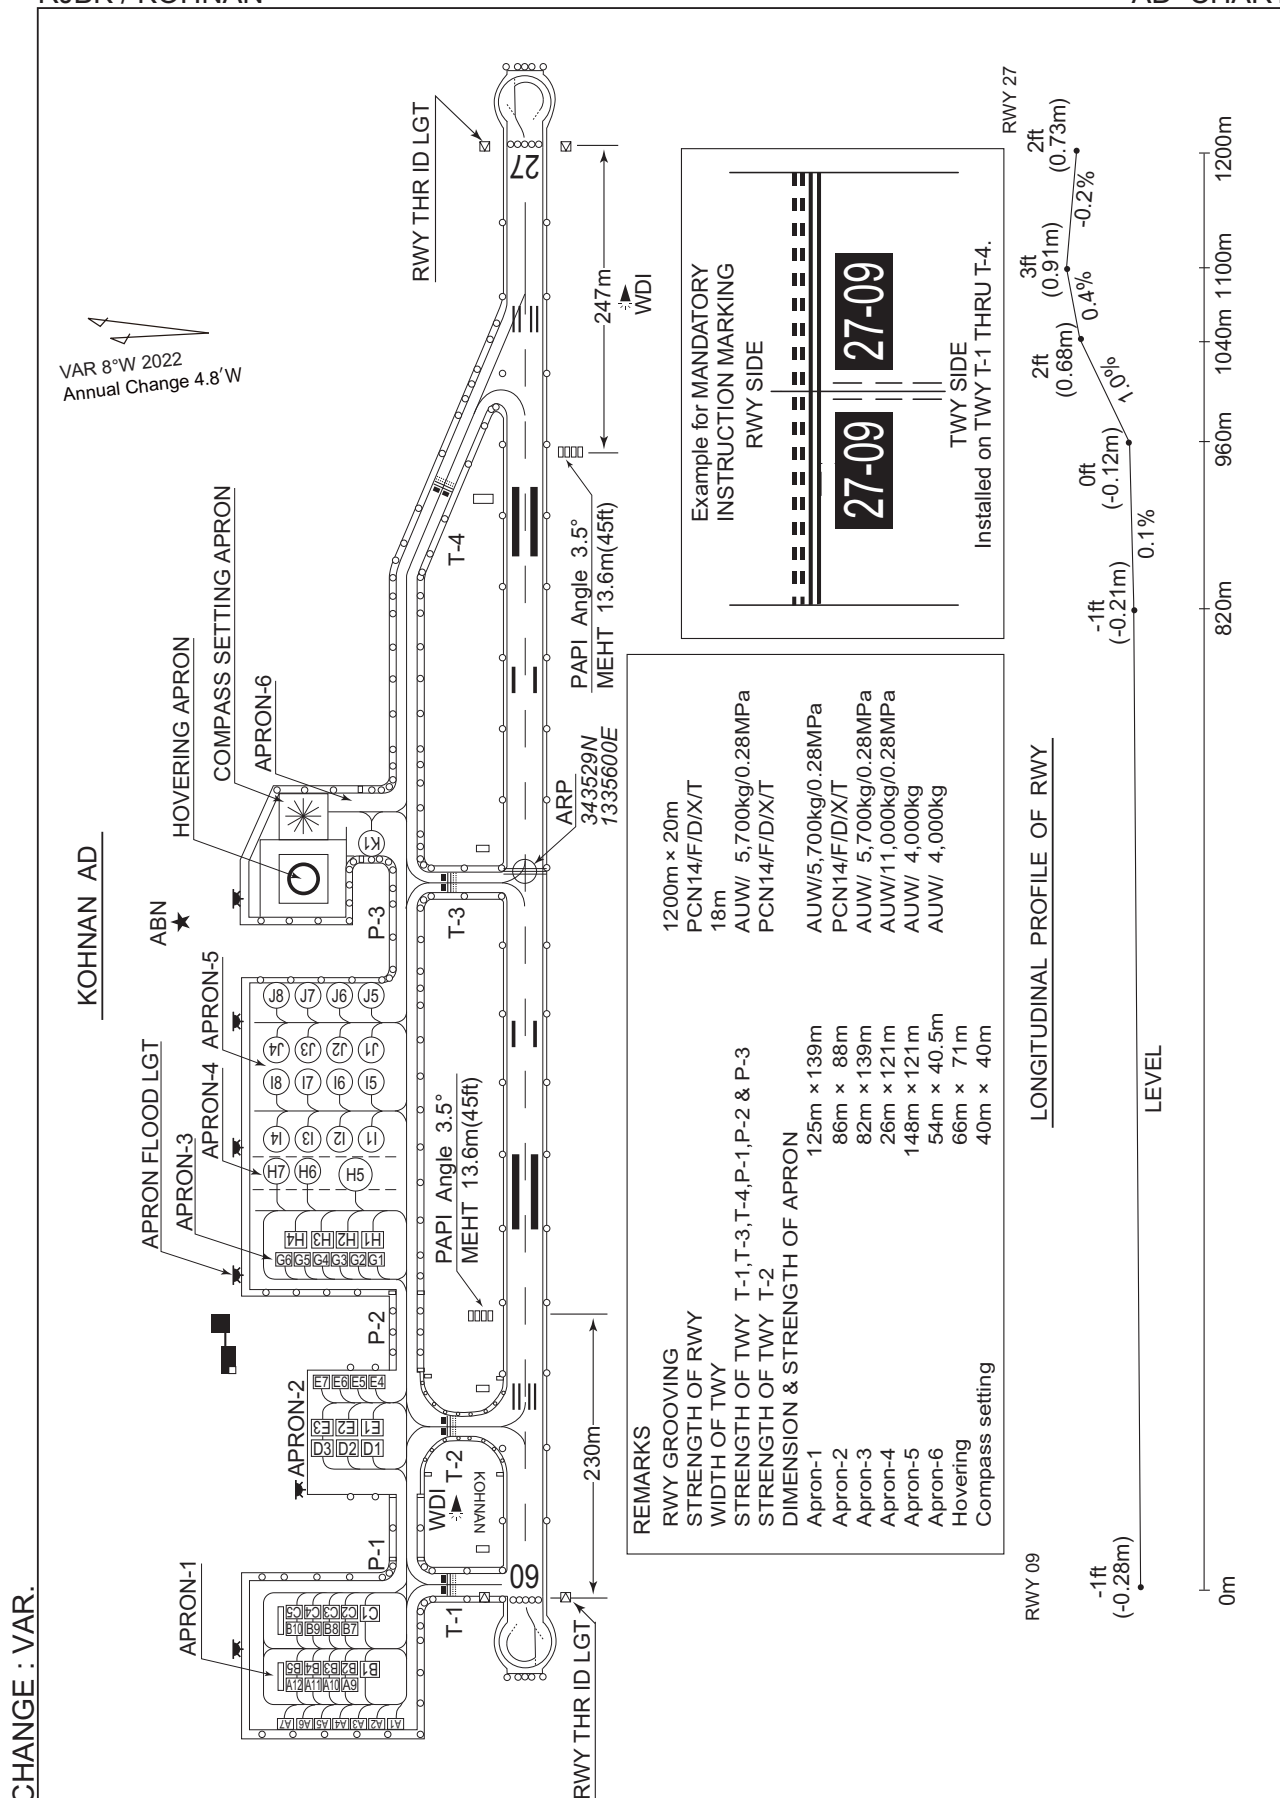 KOHNAN AD
CHANGE : VAR.
VAR 8°W 2022
Annual Change 4.8′W
RWY THR ID LGT
27
247m
WDI
COMPASS SETTING APRON
HOVERING APRON
APRON-6
ABN
K1
P-3
T-4
T-3
PAPI Angle 3.5°
MEHT 13.6m(45ft)
ARP
343529N
1335600E
APRON-5
APRON-4
APRON-3
APRON FLOOD LGT
J8 J7 J6 J5
J4 J3 J2 J1
I8 I7 I6 I5
I4 I3 I2 I1
H7 H6 H5
H4 H3 H2 H1
G6 G5 G4 G3 G2 G1
PAPI Angle 3.5°
MEHT 13.6m(45ft)
P-2
APRON-2
E7 E6 E5 E4
E3 E2 E1
D3 D2 D1
WDI
T-2
KOHNAN
230m
P-1
APRON-1
C5 C4 C3 C2 C1
B10 B9 B8 B7
B5 B4 B3 B2 B1
A12 A11 A10 A9
A7 A6 A5 A4 A3 A2 A1
T-1
09
RWY THR ID LGT
Example for MANDATORY
INSTRUCTION MARKING
RWY SIDE
27-09 27-09
TWY SIDE
Installed on TWY T-1 THRU T-4.
REMARKS
RWY GROOVING 1200m × 20m
STRENGTH OF RWY PCN14/F/D/X/T
WIDTH OF TWY 18m
STRENGTH OF TWY T-1,T-3,T-4,P-1,P-2 & P-3 AUW/ 5,700kg/0.28MPa
STRENGTH OF TWY T-2 PCN14/F/D/X/T
DIMENSION & STRENGTH OF APRON
Apron-1 125m ×139m AUW/5,700kg/0.28MPa
Apron-2 86m × 88m PCN14/F/D/X/T
Apron-3 82m ×139m AUW/ 5,700kg/0.28MPa
Apron-4 26m ×121m AUW/11,000kg/0.28MPa
Apron-5 148m ×121m AUW/ 4,000kg
Apron-6 54m × 40.5m AUW/ 4,000kg
Hovering 66m × 71m
Compass setting 40m × 40m
LONGITUDINAL PROFILE OF RWY
RWY 09
RWY 27
-1ft
(-0.28m)
LEVEL
-1ft
(-0.21m)
0.1%
0ft
(-0.12m)
1.0%
2ft
(0.68m)
0.4%
3ft
(0.91m)
-0.2%
2ft
(0.73m)
0m 820m 960m 1040m 1100m 1200m